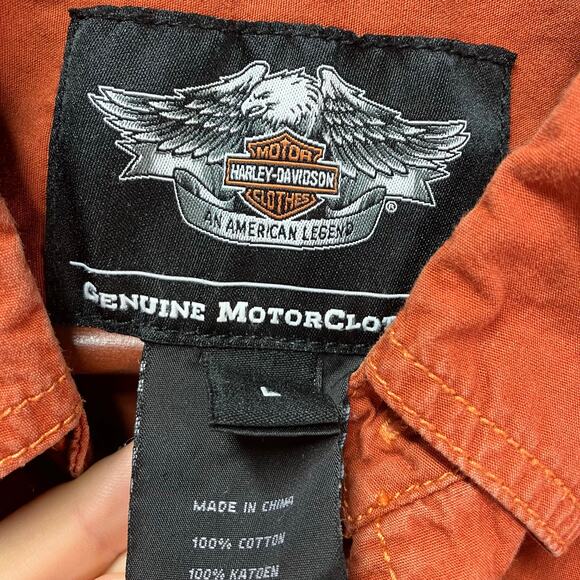 MOTOR
HARLEY-DAVIDSON
CLOTHES
AN AMERICAN LEGEND
®
GENUINE MOTORCLOT
L
MADE IN CHINA
100% COTTON
100% KATOEN